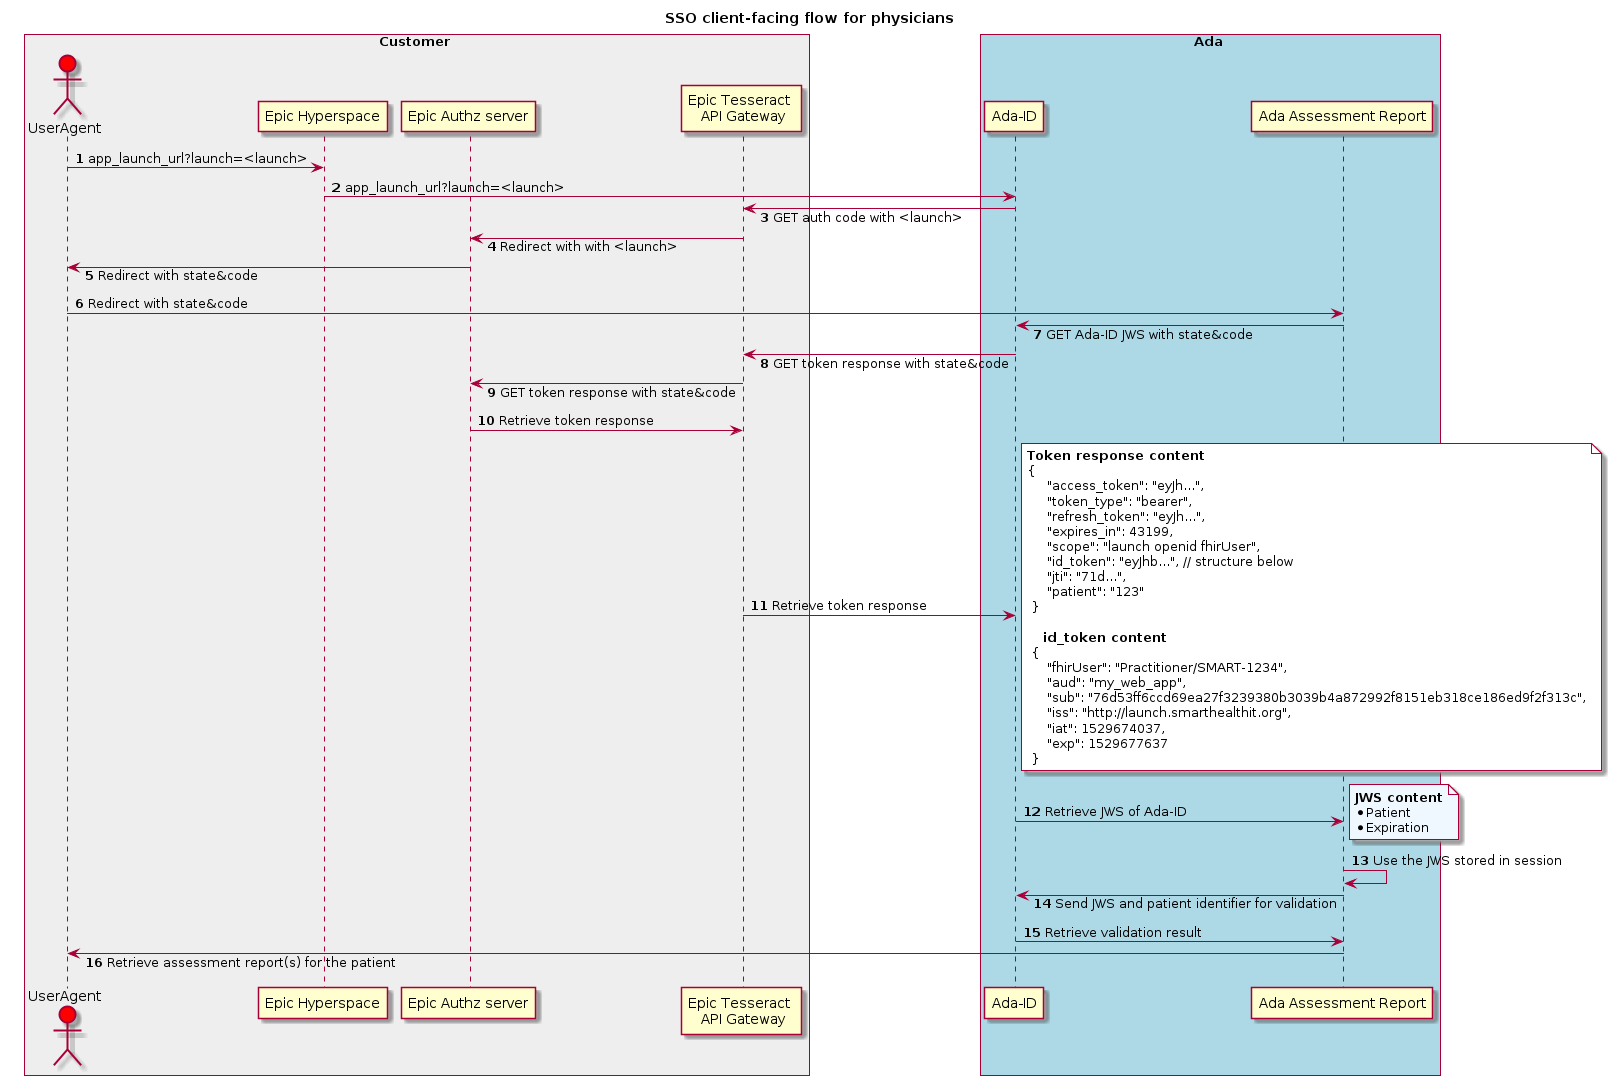 SSO client-facing flow for physicians
Customer
Ada
UserAgent
Epic Hyperspace
Epic Authz server
Epic Tesseract
API Gateway
Ada-ID
Ada Assessment Report
1 app_launch_url?launch=<launch>
2 app_launch_url?launch=<launch>
3 GET auth code with <launch>
4 Redirect with with <launch>
5 Redirect with state&code
6 Redirect with state&code
7 GET Ada-ID JWS with state&code
8 GET token response with state&code
9 GET token response with state&code
10 Retrieve token response
Token response content
{
"access_token": "eyJh...",
"token_type": "bearer",
"refresh_token": "eyJh...",
"expires_in": 43199,
"scope": "launch openid fhirUser",
"id_token": "eyJhb...", // structure below
"jti": "71d...",
"patient": "123"
}
11 Retrieve token response
id_token content
{
"fhirUser": "Practitioner/SMART-1234",
"aud": "my_web_app",
"sub": "76d53ff6ccd69ea27f3239380b3039b4a872992f8151eb318ce186ed9f2f313c",
"iss": "http://launch.smarthealthit.org",
"iat": 1529674037,
"exp": 1529677637
}
12 Retrieve JWS of Ada-ID
JWS content
• Patient
• Expiration
13 Use the JWS stored in session
14 Send JWS and patient identifier for validation
15 Retrieve validation result
16 Retrieve assessment report(s) for the patient
UserAgent
Epic Hyperspace
Epic Authz server
Epic Tesseract
API Gateway
Ada-ID
Ada Assessment Report